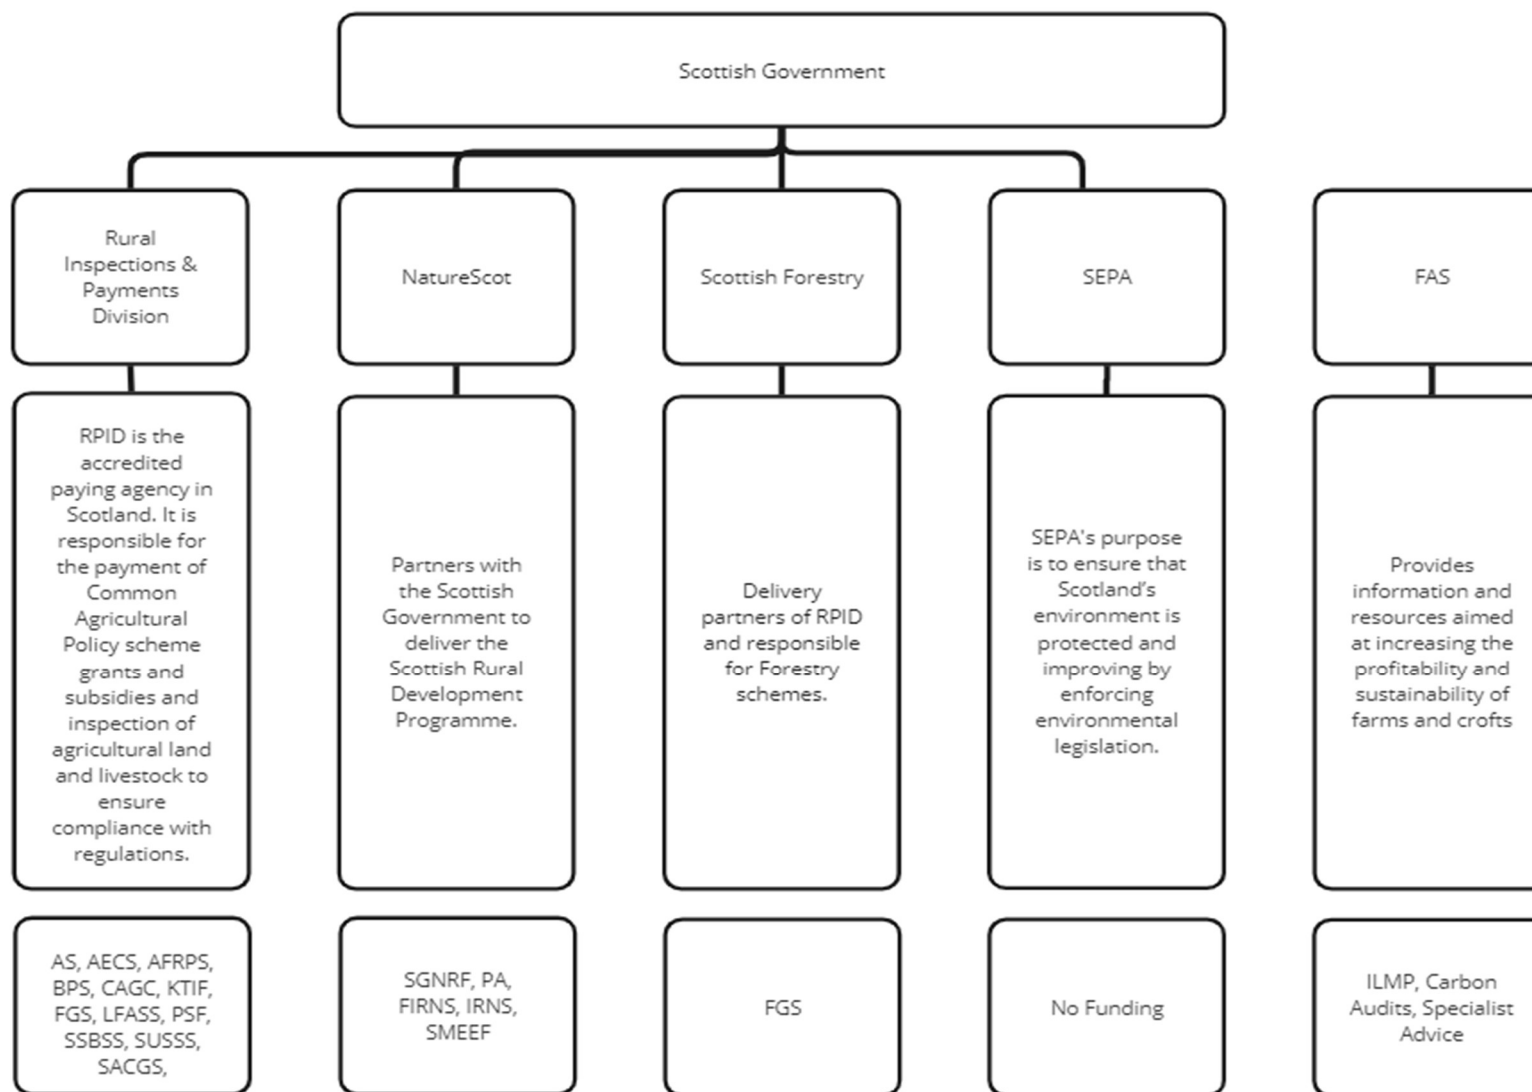 Scottish Government
Rural
Inspections &
Payments
Division
NatureScot
Scottish Forestry
SEPA
FAS
RPID is the
accredited
paying agency in
Scotland. It is
responsible for
the payment of
Common
Agricultural
Policy scheme
grants and
subsidies and
inspection of
agricultural land
and livestock to
ensure
compliance with
regulations.
Partners with
the Scottish
Government to
deliver the
Scottish Rural
Development
Programme.
Delivery
partners of RPID
and responsible
for Forestry
schemes.
SEPA's purpose
is to ensure that
Scotland’s
environment is
protected and
improving by
enforcing
environmental
legislation.
Provides
information and
resources aimed
at increasing the
profitability and
sustainability of
farms and crofts
AS, AECS, AFRPS,
BPS, CAGC, KTIF,
FGS, LFASS, PSF,
SSBSS, SUSSS,
SACGS,
SGNRF, PA,
FIRNS, IRNS,
SMEEF
FGS
No Funding
ILMP, Carbon
Audits, Specialist
Advice